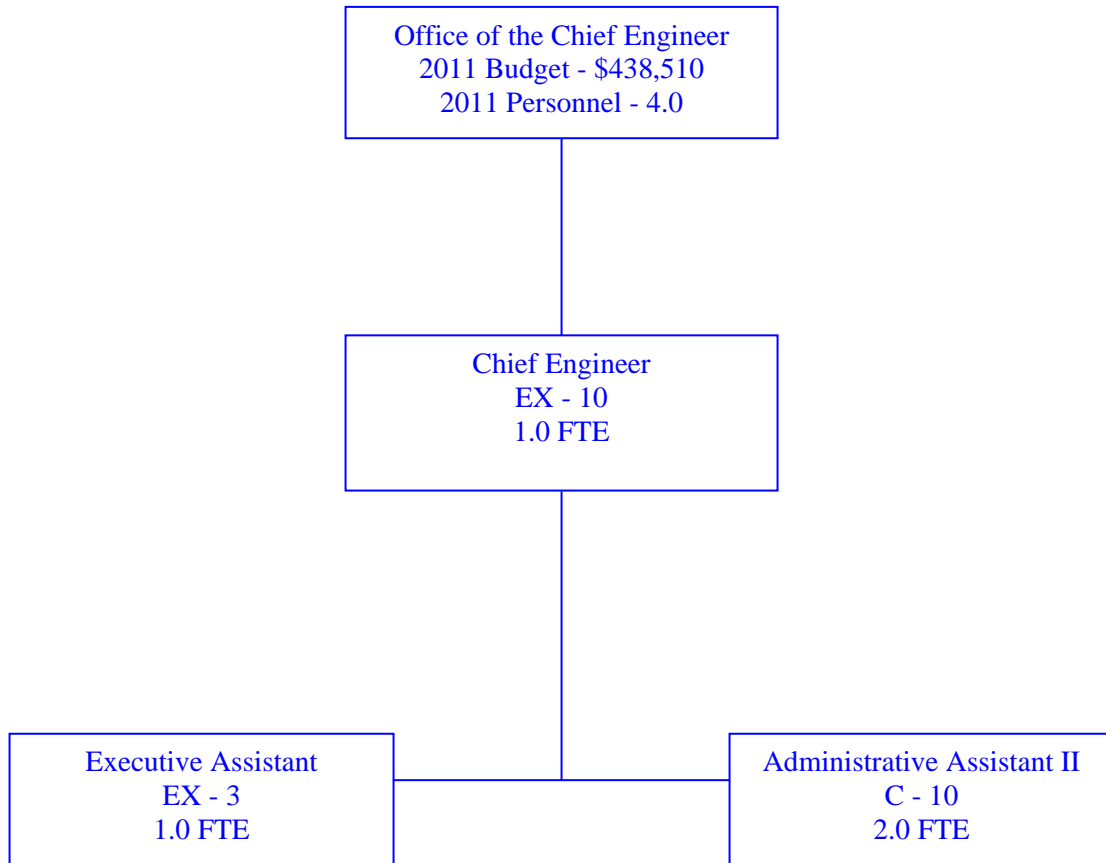 Office of the Chief Engineer
2011 Budget - $438,510
2011 Personnel - 4.0
Chief Engineer
EX - 10
1.0 FTE
Executive Assistant
EX - 3
1.0 FTE
Administrative Assistant II
C - 10
2.0 FTE